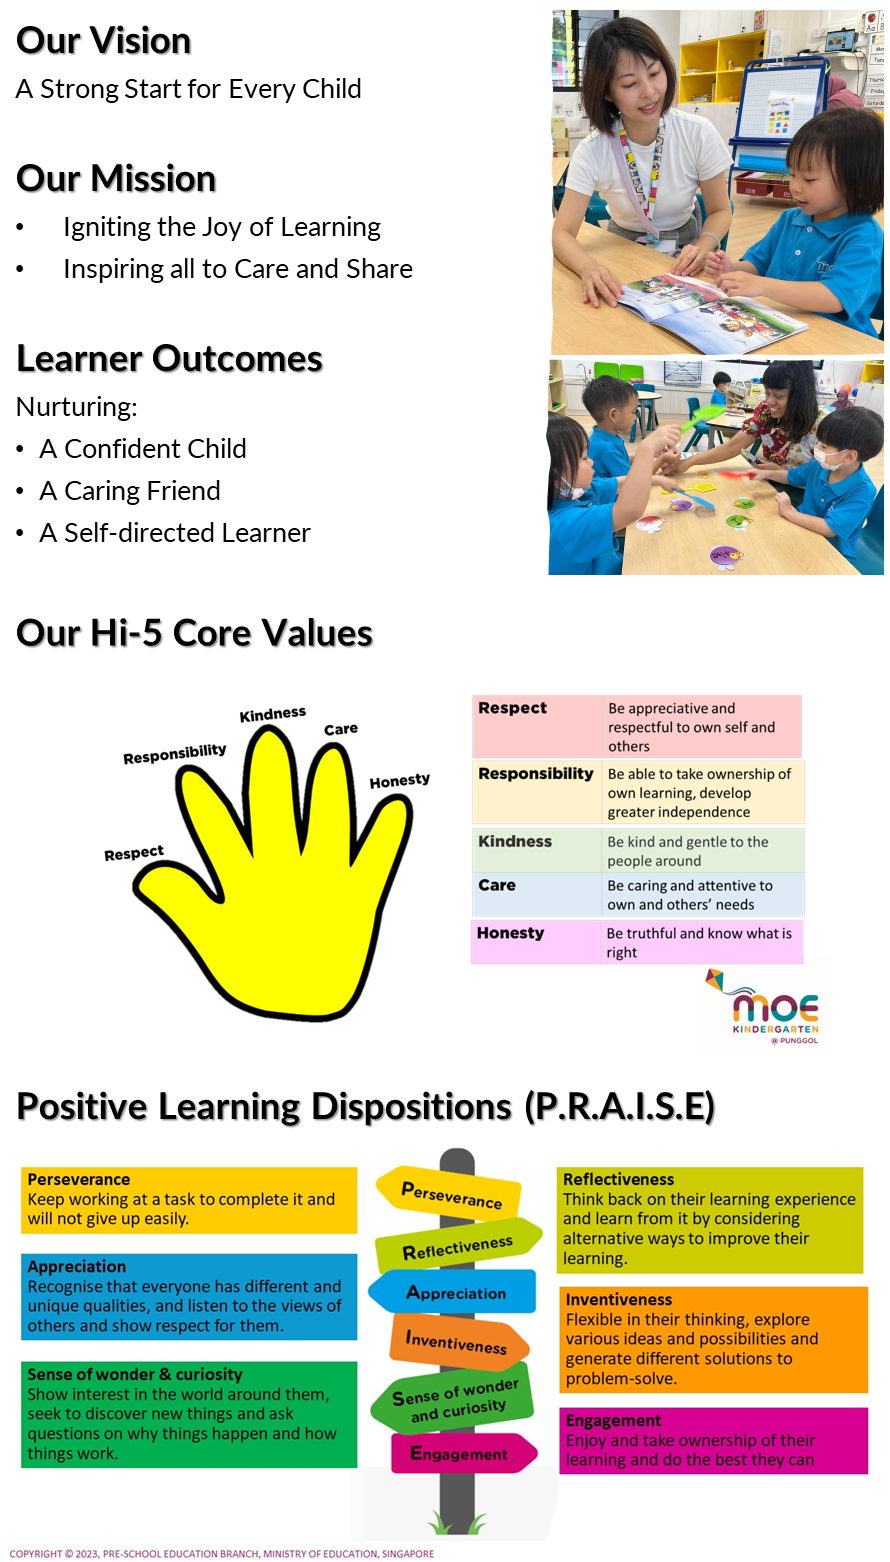 Our Vision
A Strong Start for Every Child
Our Mission
• Igniting the Joy of Learning
• Inspiring all to Care and Share
Learner Outcomes
Nurturing:
• A Confident Child
• A Caring Friend
• A Self-directed Learner
Our Hi-5 Core Values
Respect
Responsibility
Kindness
Care
Honesty
Respect
Be appreciative and
respectful to own self and
others
Responsibility
Be able to take ownership of
own learning, develop
greater independence
Kindness
Be kind and gentle to the
people around
Care
Be caring and attentive to
own and others’ needs
Honesty
Be truthful and know what is
right
moe
KINDERGARTEN
@ PUNGGOL
Positive Learning Dispositions (P.R.A.I.S.E)
Perseverance
Keep working at a task to complete it and
will not give up easily.
Appreciation
Recognise that everyone has different and
unique qualities, and listen to the views of
others and show respect for them.
Sense of wonder & curiosity
Show interest in the world around them,
seek to discover new things and ask
questions on why things happen and how
things work.
Perseverance
Reflectiveness
Appreciation
Inventiveness
Sense of wonder
and curiosity
Engagement
Reflectiveness
Think back on their learning experience
and learn from it by considering
alternative ways to improve their
learning.
Inventiveness
Flexible in their thinking, explore
various ideas and possibilities and
generate different solutions to
problem-solve.
Engagement
Enjoy and take ownership of their
learning and do the best they can
COPYRIGHT © 2023, PRE-SCHOOL EDUCATION BRANCH, MINISTRY OF EDUCATION, SINGAPORE